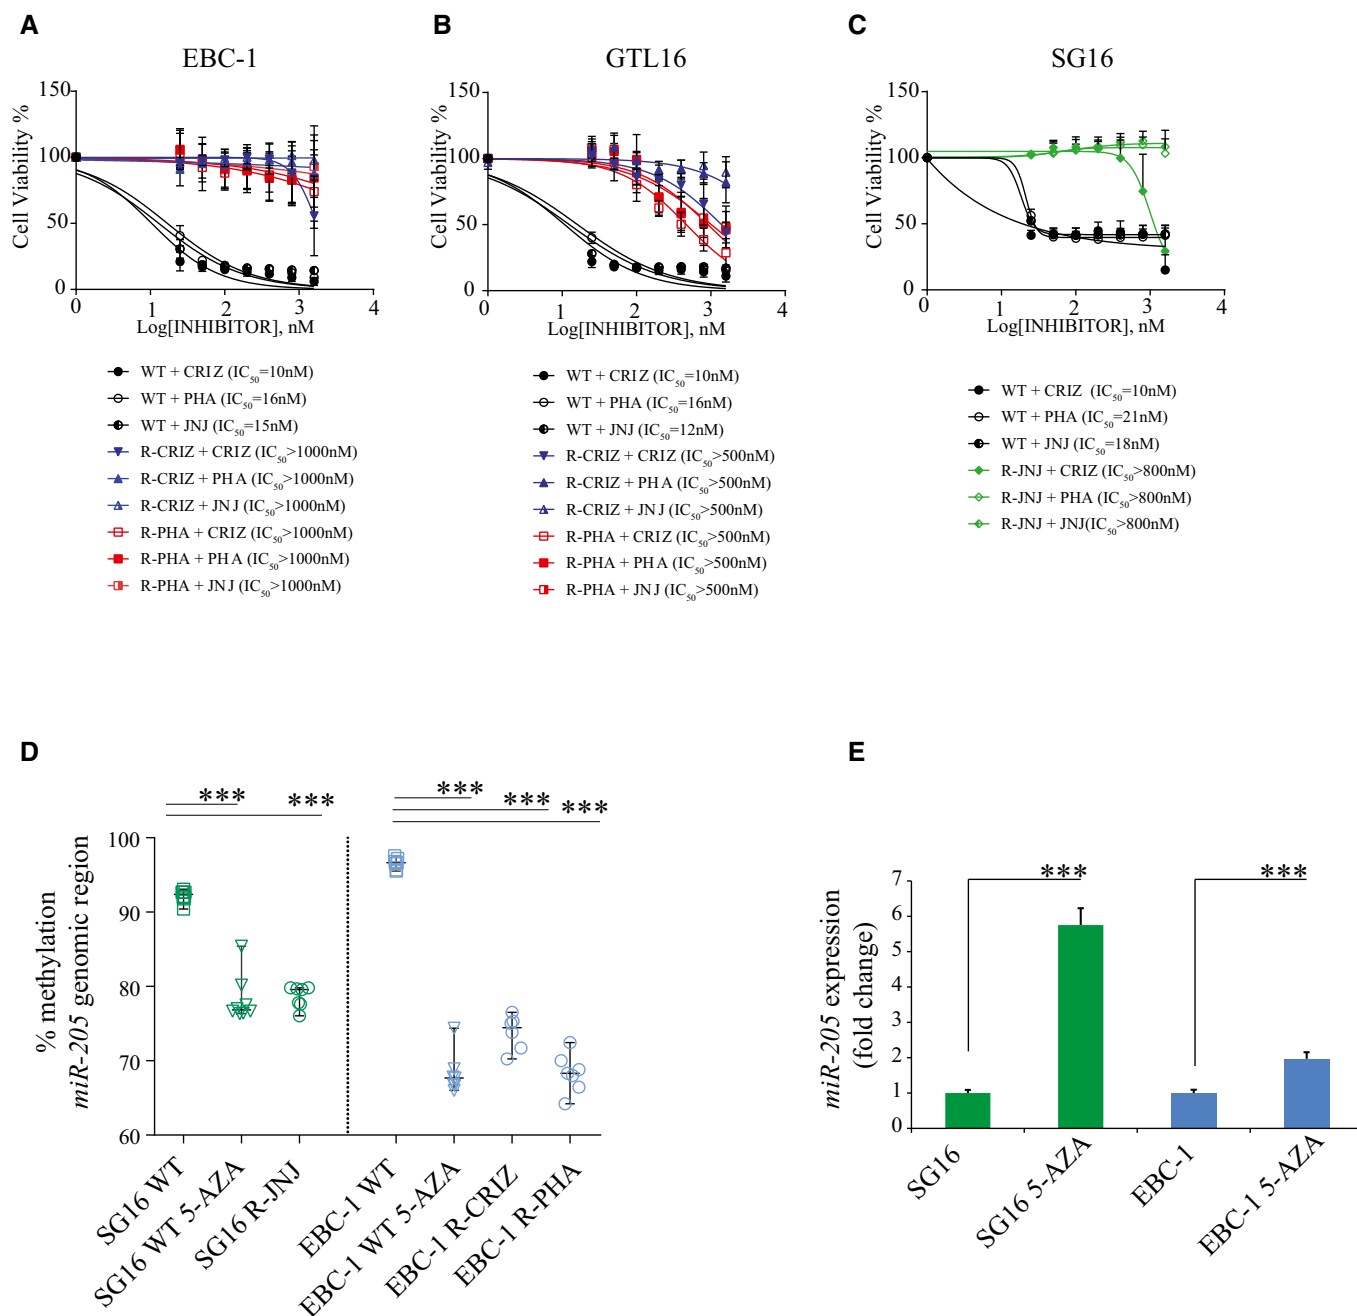 A
B
C
EBC-1
GTL16
SG16
Cell Viability %
150
100
50
0
0
1
2
3
4
Log[INHIBITOR], nM
Cell Viability %
150
100
50
0
0
1
2
3
4
Log[INHIBITOR], nM
Cell Viability %
150
100
50
0
0
1
2
3
4
Log[INHIBITOR], nM
WT + CRIZ (IC50=10nM)
WT + PHA (IC50=16nM)
WT + JNJ (IC50=15nM)
R-CRIZ + CRIZ (IC50>1000nM)
R-CRIZ + PHA (IC50>1000nM)
R-CRIZ + JNJ (IC50>1000nM)
R-PHA + CRIZ (IC50>1000nM)
R-PHA + PHA (IC50>1000nM)
R-PHA + JNJ (IC50>1000nM)
WT + CRIZ (IC50=10nM)
WT + PHA (IC50=16nM)
WT + JNJ (IC50=12nM)
R-CRIZ + CRIZ (IC50>500nM)
R-CRIZ + PHA (IC50>500nM)
R-CRIZ + JNJ (IC50>500nM)
R-PHA + CRIZ (IC50>500nM)
R-PHA + PHA (IC50>500nM)
R-PHA + JNJ (IC50>500nM)
WT + CRIZ (IC50=10nM)
WT + PHA (IC50=21nM)
WT + JNJ (IC50=18nM)
R-JNJ + CRIZ (IC50>800nM)
R-JNJ + PHA (IC50>800nM)
R-JNJ + JNJ(IC50>800nM)
D
% methylation
miR-205 genomic region
100
90
80
70
60
***
***
***
***
***
SG16 WT
SG16 WT 5-AZA
SG16 R-JNJ
EBC-1 WT
EBC-1 WT 5-AZA
EBC-1 R-CRIZ
EBC-1 R-PHA
E
miR-205 expression
(fold change)
7
6
5
4
3
2
1
0
***
***
SG16
SG16 5-AZA
EBC-1
EBC-1 5-AZA